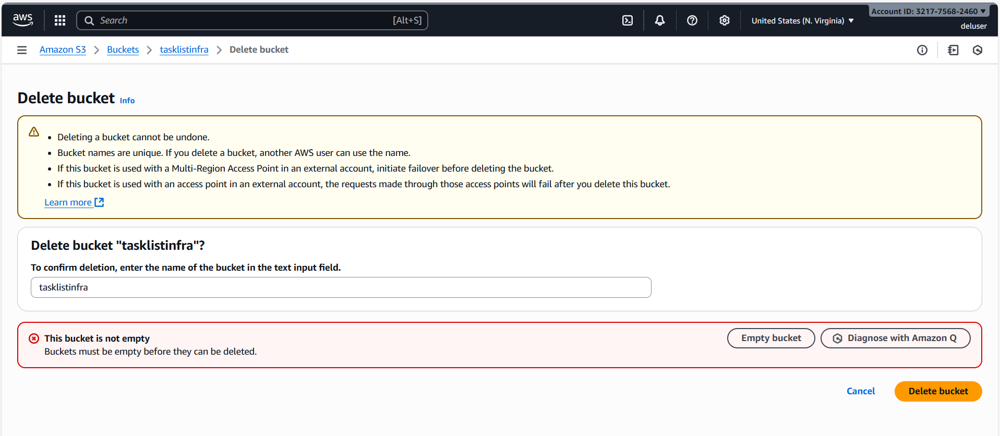 aws
Search [Alt+S]
United States (N. Virginia)
Account ID: 3217-7568-2460
deluser
Amazon S3 > Buckets > tasklistinfra > Delete bucket
Delete bucket Info
• Deleting a bucket cannot be undone.
• Bucket names are unique. If you delete a bucket, another AWS user can use the name.
• If this bucket is used with a Multi-Region Access Point in an external account, initiate failover before deleting the bucket.
• If this bucket is used with an access point in an external account, the requests made through those access points will fail after you delete this bucket.
Learn more
Delete bucket "tasklistinfra"?
To confirm deletion, enter the name of the bucket in the text input field.
tasklistinfra
This bucket is not empty
Buckets must be empty before they can be deleted.
Empty bucket
Diagnose with Amazon Q
Cancel
Delete bucket